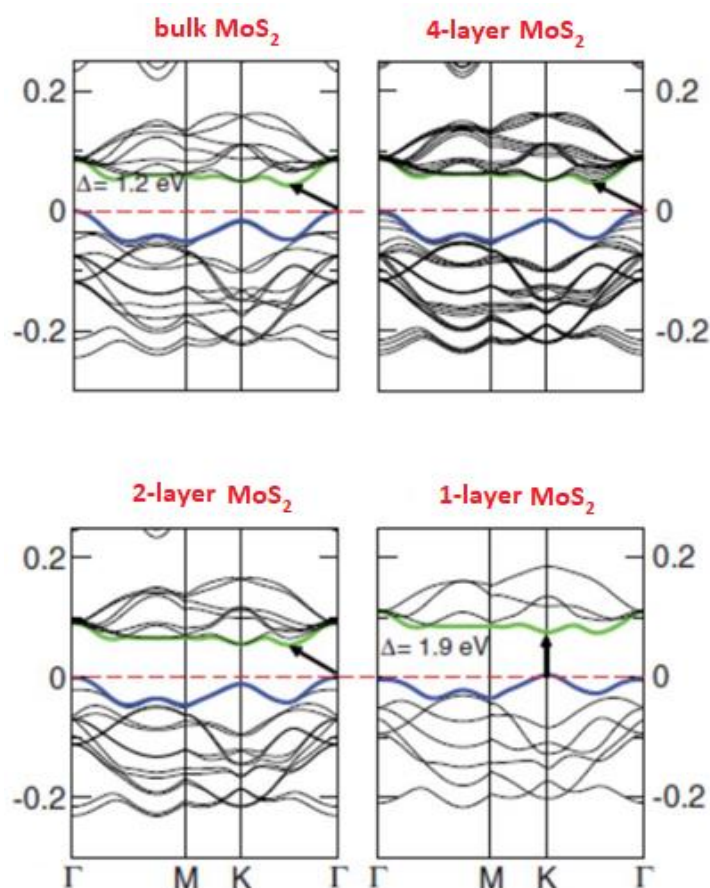 bulk MoS₂ 4-layer MoS₂
0.2 0.2
Δ= 1.2 eV
0 0
-0.2 -0.2
2-layer MoS₂ 1-layer MoS₂
0.2 0.2
Δ= 1.9 eV
0 0
-0.2 -0.2
Γ M K Γ M K Γ